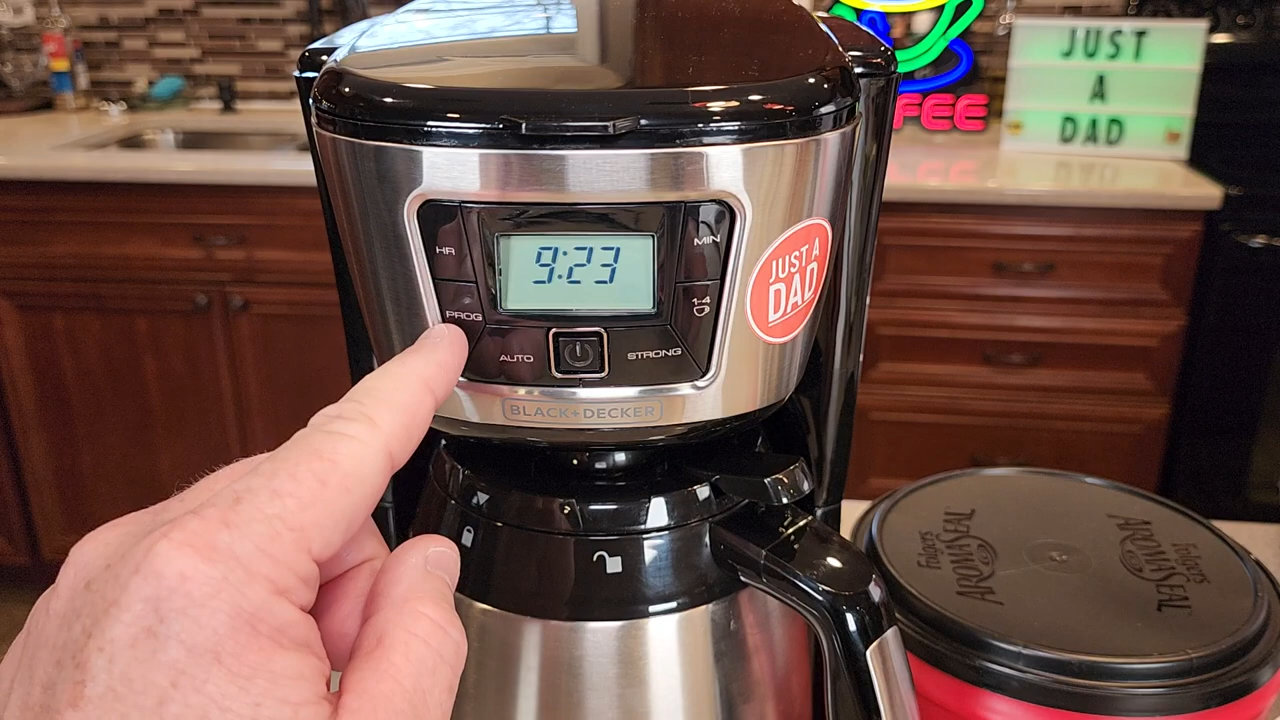 FEE
JUST
A
DAD
HR
9:23
MIN
PROG
1-4
AUTO
STRONG
JUST A
DAD
BLACK+DECKER
Folgers
AROMASEAL
Folgers
AROMASEAL